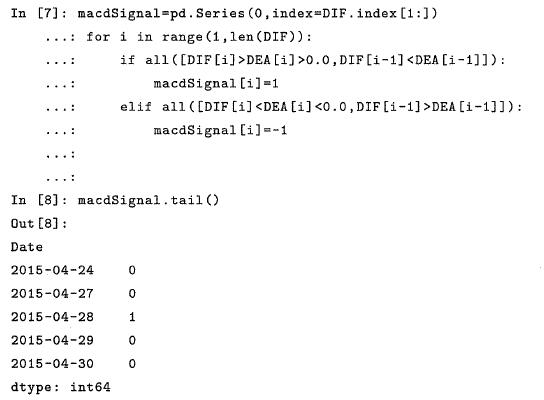 In [7]: macdSignal=pd.Series(0,index=DIF.index[1:])
   ...: for i in range(1,len(DIF)):
   ...:     if all([DIF[i]>DEA[i]>0.0,DIF[i-1]<DEA[i-1]]):
   ...:         macdSignal[i]=1
   ...:     elif all([DIF[i]<DEA[i]<0.0,DIF[i-1]>DEA[i-1]]):
   ...:         macdSignal[i]=-1
   ...:
   ...:
In [8]: macdSignal.tail()
Out[8]:
Date
2015-04-24    0
2015-04-27    0
2015-04-28    1
2015-04-29    0
2015-04-30    0
dtype: int64